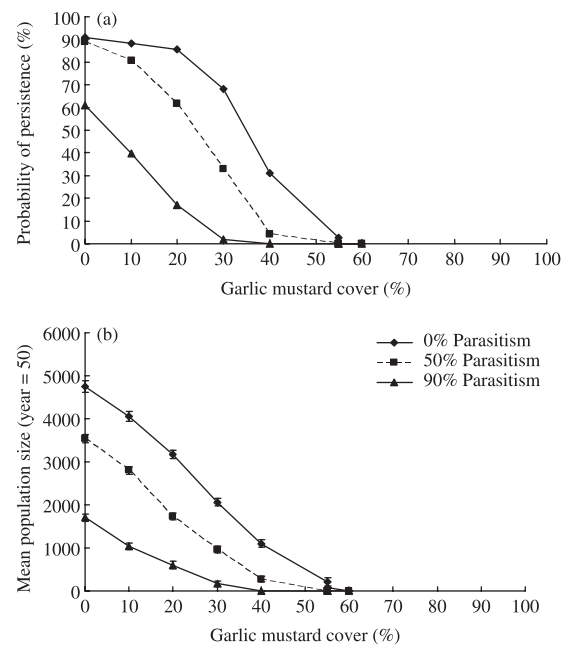 (a)
Probability of persistence (%)
100
90
80
70
60
50
40
30
20
10
0
0 10 20 30 40 50 60 70 80 90 100
Garlic mustard cover (%)
(b)
0% Parasitism
50% Parasitism
90% Parasitism
Mean population size (year = 50)
6000
5000
4000
3000
2000
1000
0
0 10 20 30 40 50 60 70 80 90 100
Garlic mustard cover (%)